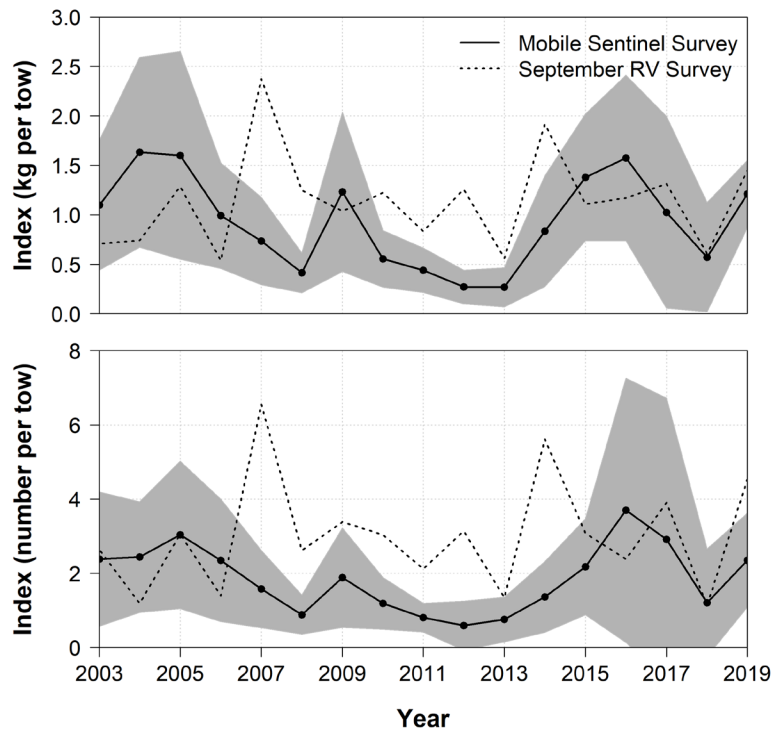 Index (kg per tow)
3.0
2.5
2.0
1.5
1.0
0.5
0.0
Mobile Sentinel Survey
September RV Survey
Index (number per tow)
8
6
4
2
0
2003 2005 2007 2009 2011 2013 2015 2017 2019
Year